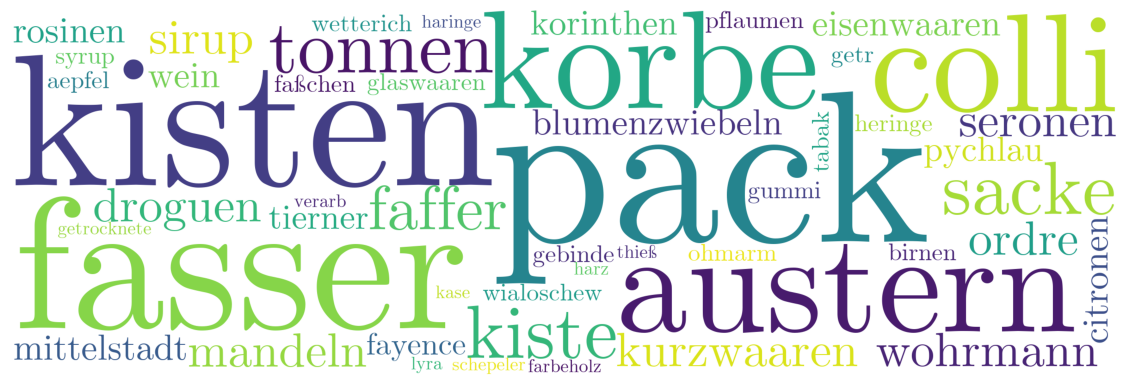 rosinen
sirup
wetterich
haringe
korinthen
pflaumen
eisenwaaren
syrup
tonnen
korbe
getr
colli
aepfel
wein
faßchen
glaswaaren
kisten
blumenzwiebeln
tabak
heringe
seronen
pack
pychlau
droguen
verarb
tierner
faffer
gummi
sacke
getrocknete
fasser
gebinde
thieß
ohmarm
birnen
ordre
citronen
harz
kase
wialoschew
austern
mittelstadt
mandeln
fayence
kiste
kurzwaaren
wohrmann
lyra
schepeler
farbeholz